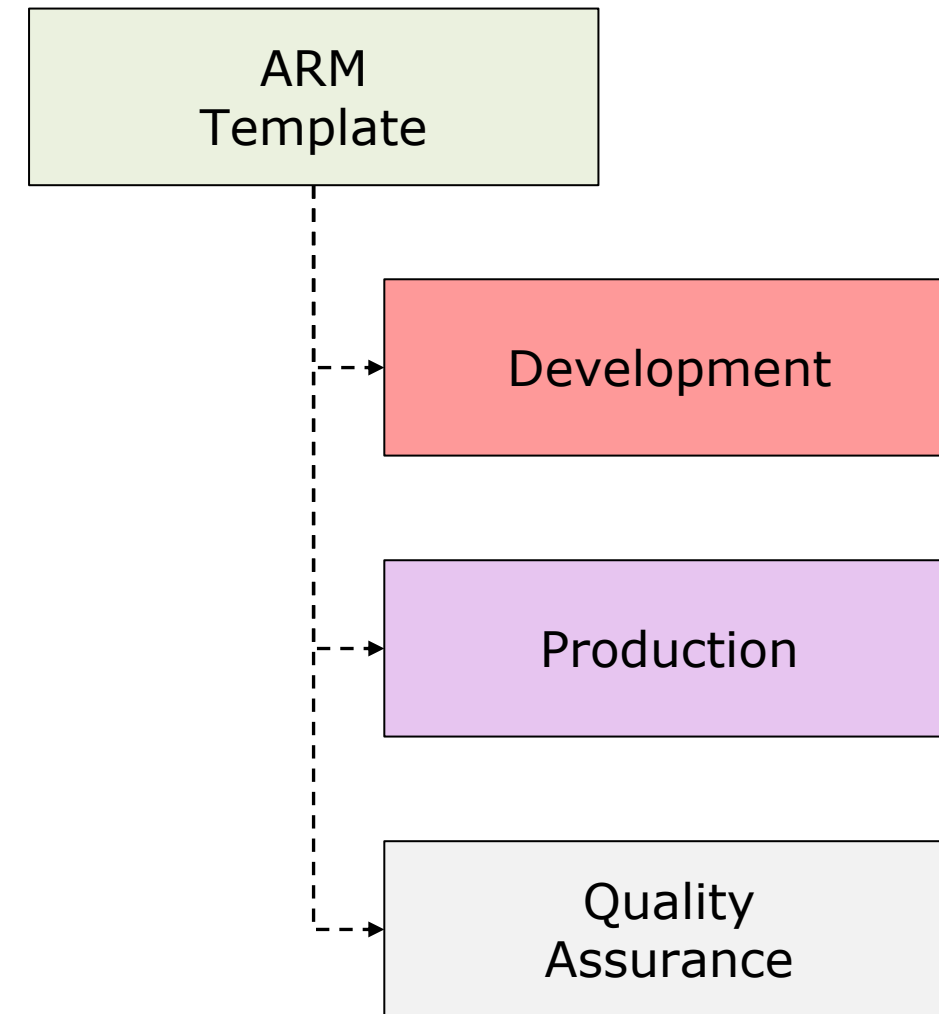 ARM
Template
Development
Production
Quality
Assurance